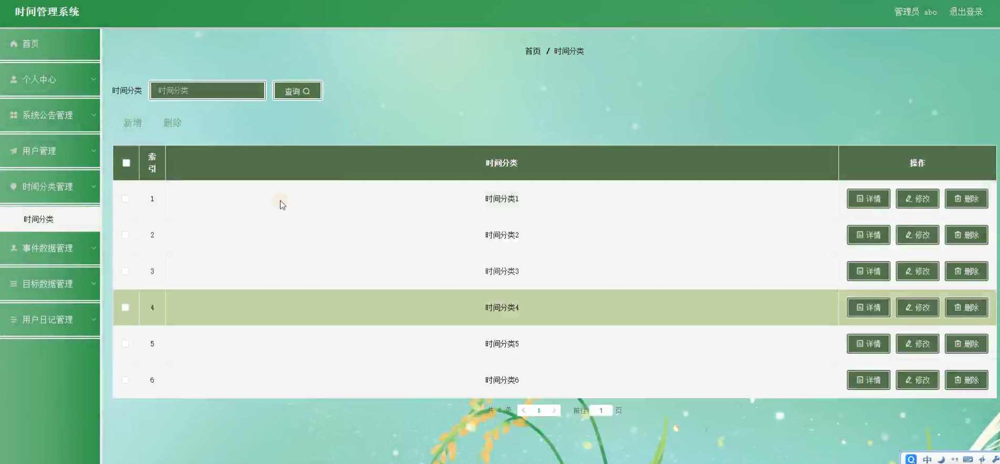 时间管理系统
管理员 abo 退出登录
首页
个人中心
系统公告管理
用户管理
时间分类管理
时间分类
事件数据管理
目标数据管理
用户日记管理
首页 / 时间分类
时间分类 时间分类 查询
新增 删除
索引 时间分类 操作
1 时间分类1 详情 修改 删除
2 时间分类2 详情 修改 删除
3 时间分类3 详情 修改 删除
4 时间分类4 详情 修改 删除
5 时间分类5 详情 修改 删除
6 时间分类6 详情 修改 删除
共 6 条 1 前往 1 页
中